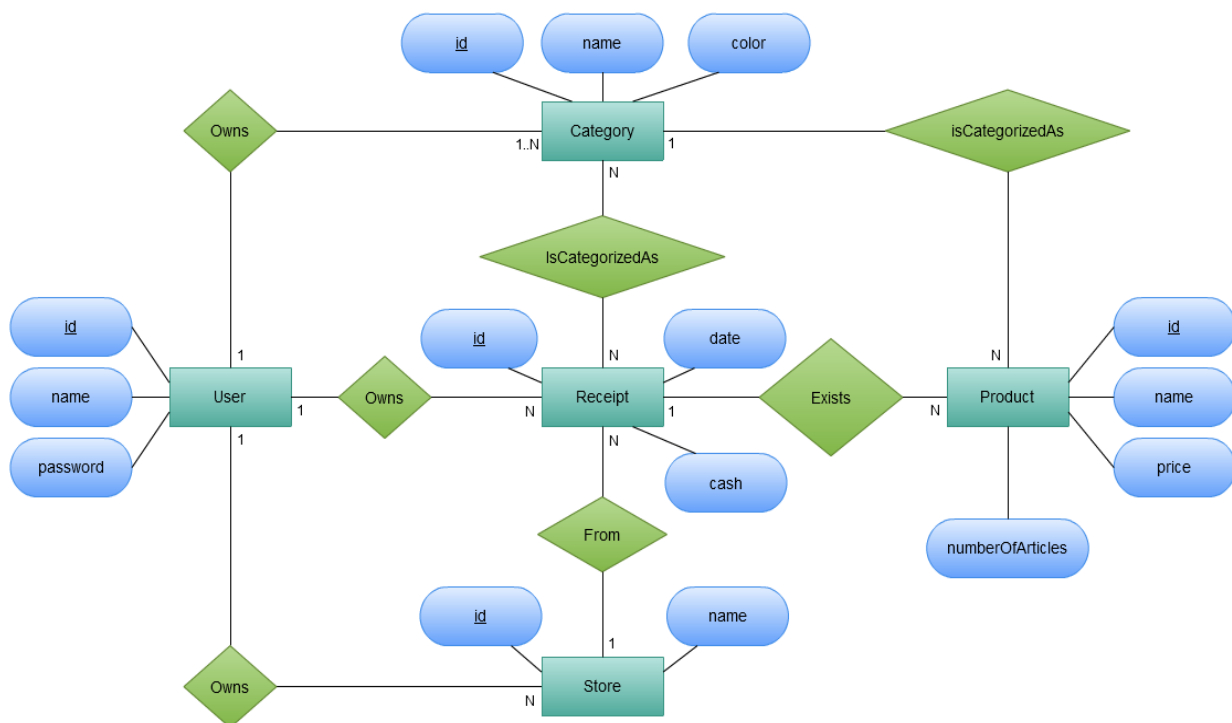 id
name
color
Owns
Category
isCategorizedAs
1..N
1
N
IsCategorizedAs
id
id
date
id
1
N
N
name
User
Owns
Receipt
Exists
Product
name
1
N
1
N
1
N
password
cash
price
From
numberOfArticles
id
name
1
Owns
Store
N